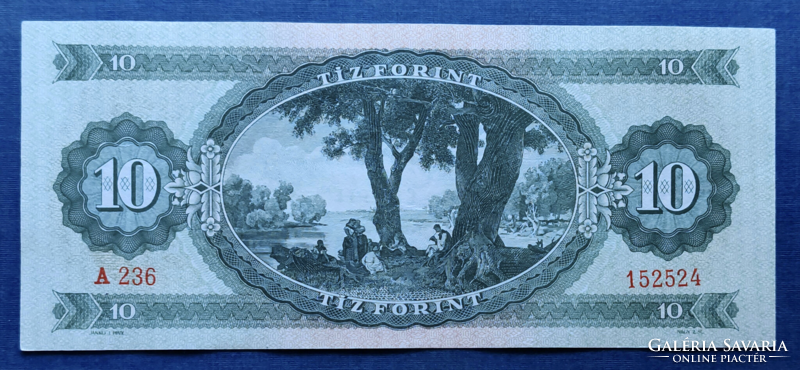 10 10
TÍZ FORINT
10 10
A 236 152524
TÍZ FORINT
10 10
GALÉRIA SAVARIA
ONLINE PIACTÉR